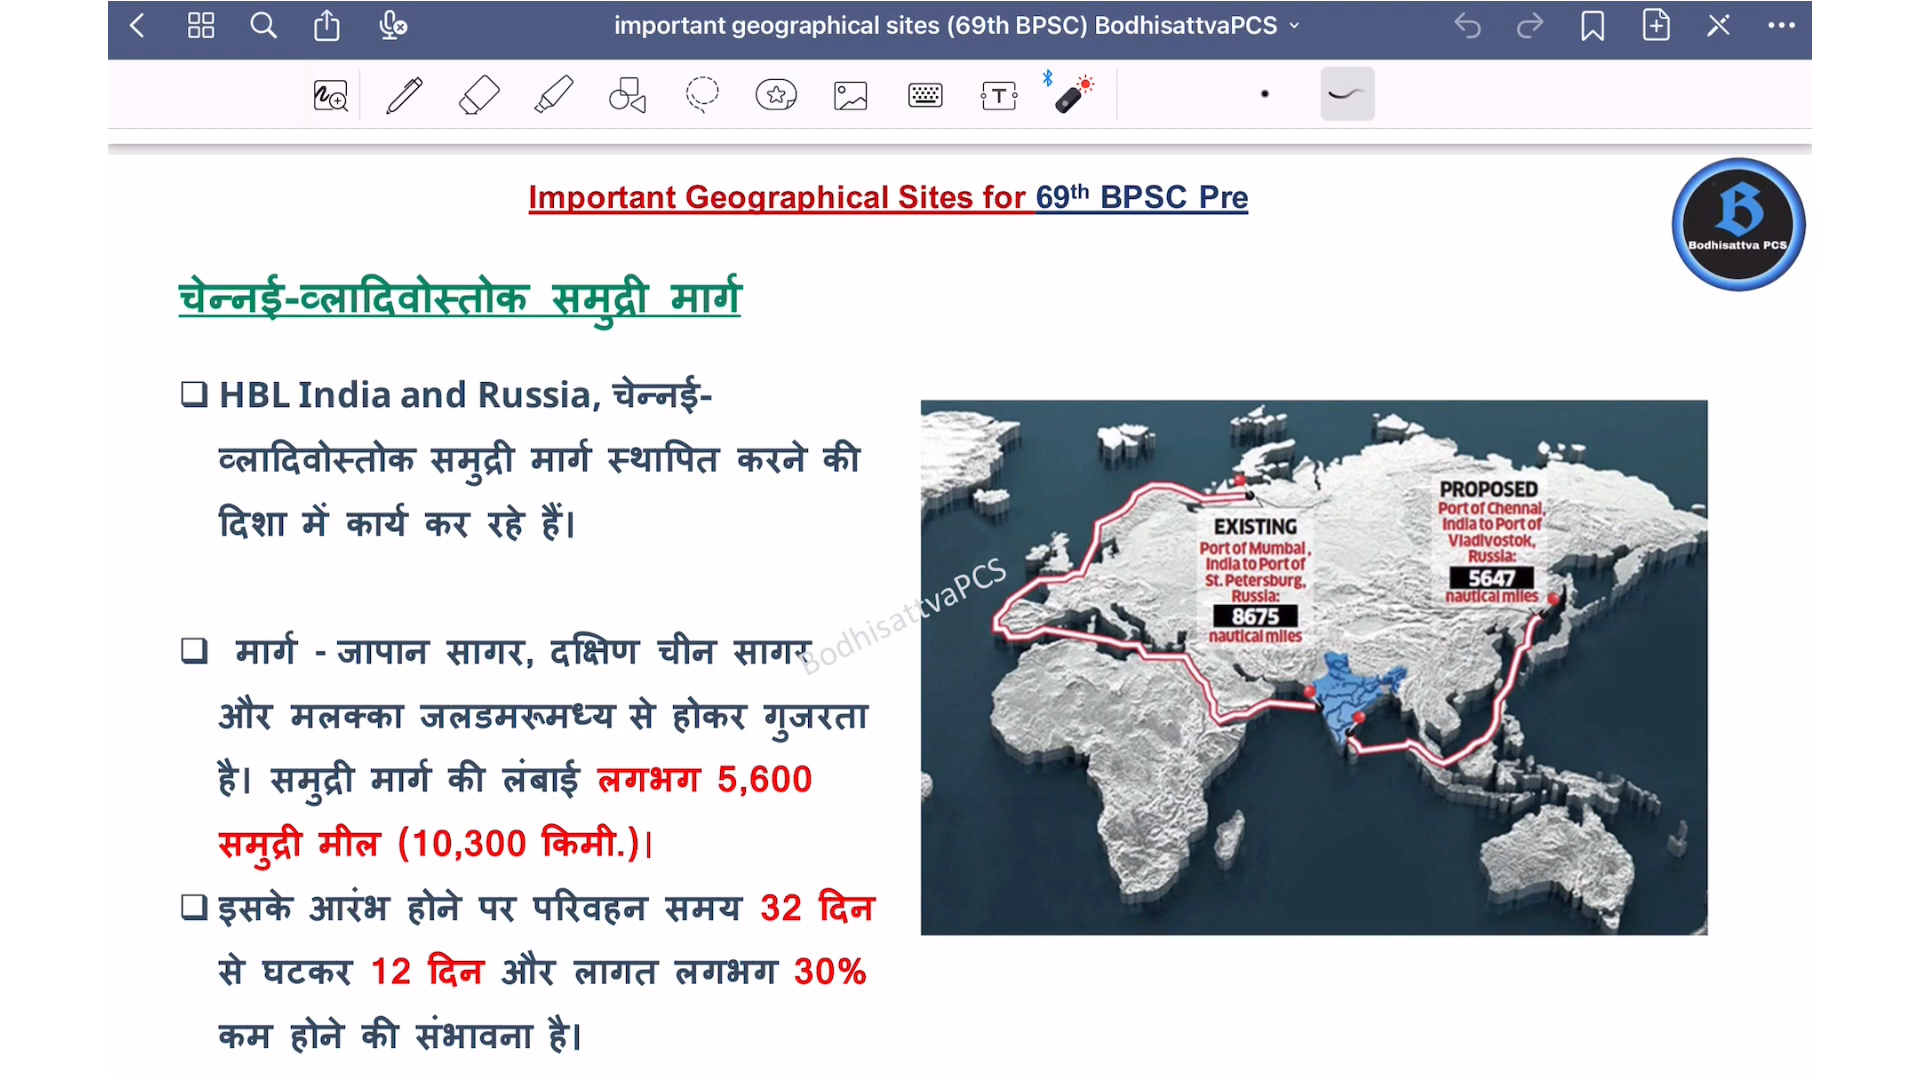 important geographical sites (69th BPSC) BodhisattvaPCS
Important Geographical Sites for 69th BPSC Pre
B
Bodhisattva PCS
चेन्नई-व्लादिवोस्तोक समुद्री मार्ग
HBL India and Russia, चेन्नई-
व्लादिवोस्तोक समुद्री मार्ग स्थापित करने की
दिशा में कार्य कर रहे हैं।
मार्ग - जापान सागर, दक्षिण चीन सागर
और मलक्का जलडमरूमध्य से होकर गुजरता
है। समुद्री मार्ग की लंबाई लगभग 5,600
समुद्री मील (10,300 किमी.)।
इसके आरंभ होने पर परिवहन समय 32 दिन
से घटकर 12 दिन और लागत लगभग 30%
कम होने की संभावना है।
BodhisattvaPCS
EXISTING
Port of Mumbai,
India to Port of
St. Petersburg,
Russia:
8675
nautical miles
PROPOSED
Port of Chennai,
India to Port of
Vladivostok,
Russia:
5647
nautical miles